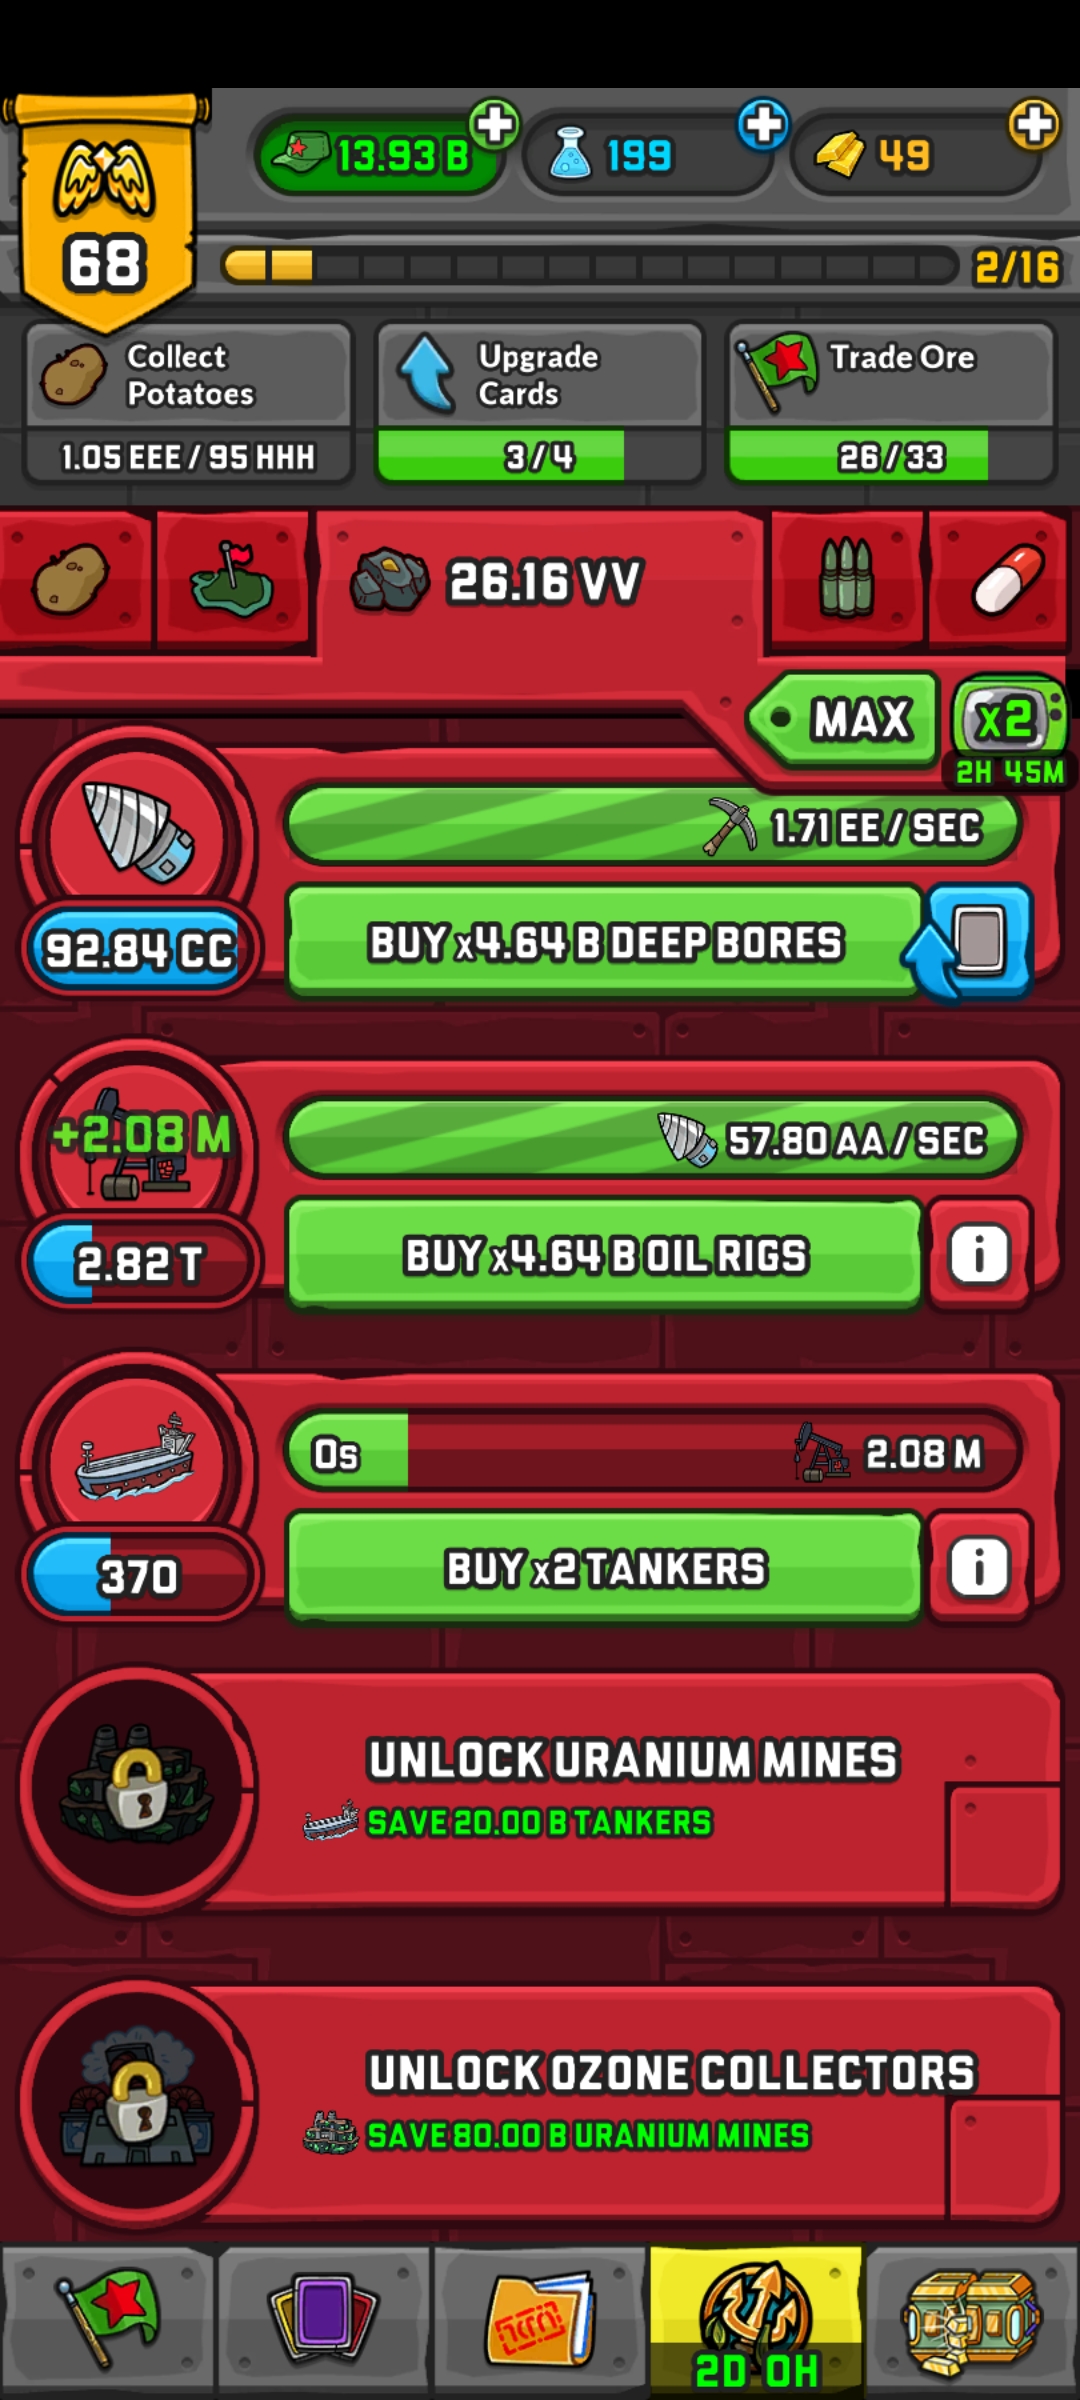 13.93 B
199
49
68
2/16
Collect
Potatoes
1.05 EEE / 95 HHH
Upgrade
Cards
3/4
Trade Ore
26/33
26.16 VV
MAX
x2
2H 45M
1.71 EE / SEC
92.84 CC
BUY x4.64 B DEEP BORES
+2.08 M
57.80 AA / SEC
2.82 T
BUY x4.64 B OIL RIGS
i
0s
2.08 M
370
BUY x2 TANKERS
i
UNLOCK URANIUM MINES
SAVE 20.00 B TANKERS
UNLOCK OZONE COLLECTORS
SAVE 80.00 B URANIUM MINES
2D 0H